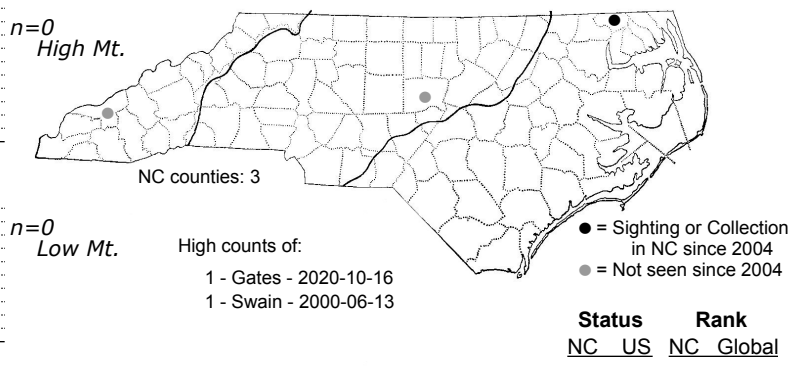 n=0
High Mt.
NC counties: 3
n=0
Low Mt.
High counts of:
1 - Gates - 2020-10-16
1 - Swain - 2000-06-13
= Sighting or Collection
in NC since 2004
= Not seen since 2004
Status Rank
NC US NC Global